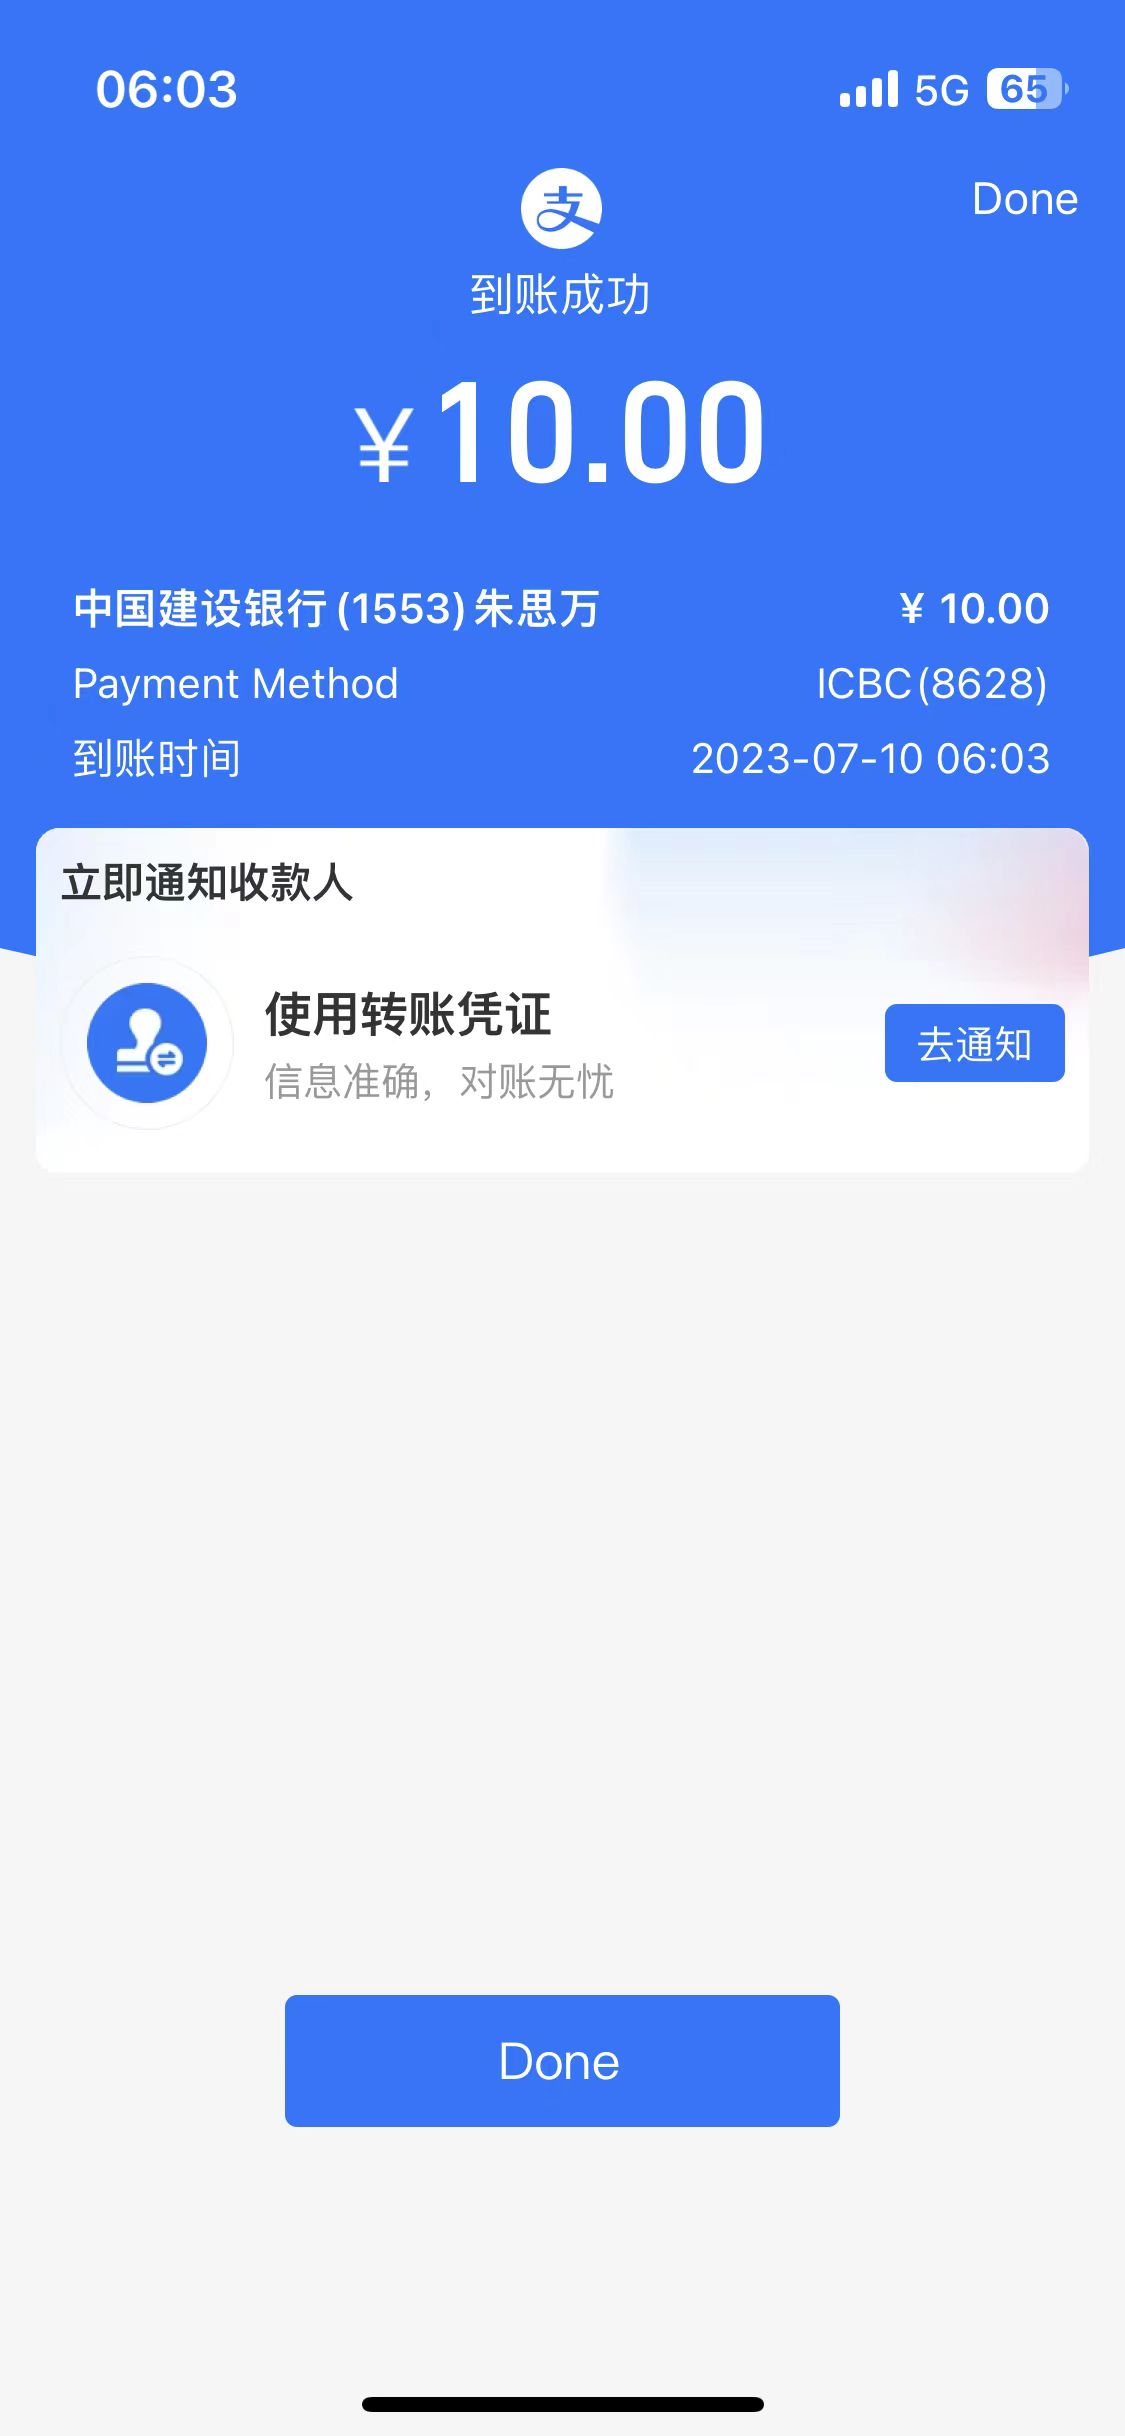 06:03 5G 65
Done
支
到账成功
¥10.00
中国建设银行(1553)朱思万 ¥ 10.00
Payment Method ICBC(8628)
到账时间 2023-07-10 06:03
立即通知收款人
使用转账凭证
信息准确，对账无忧
去通知
Done